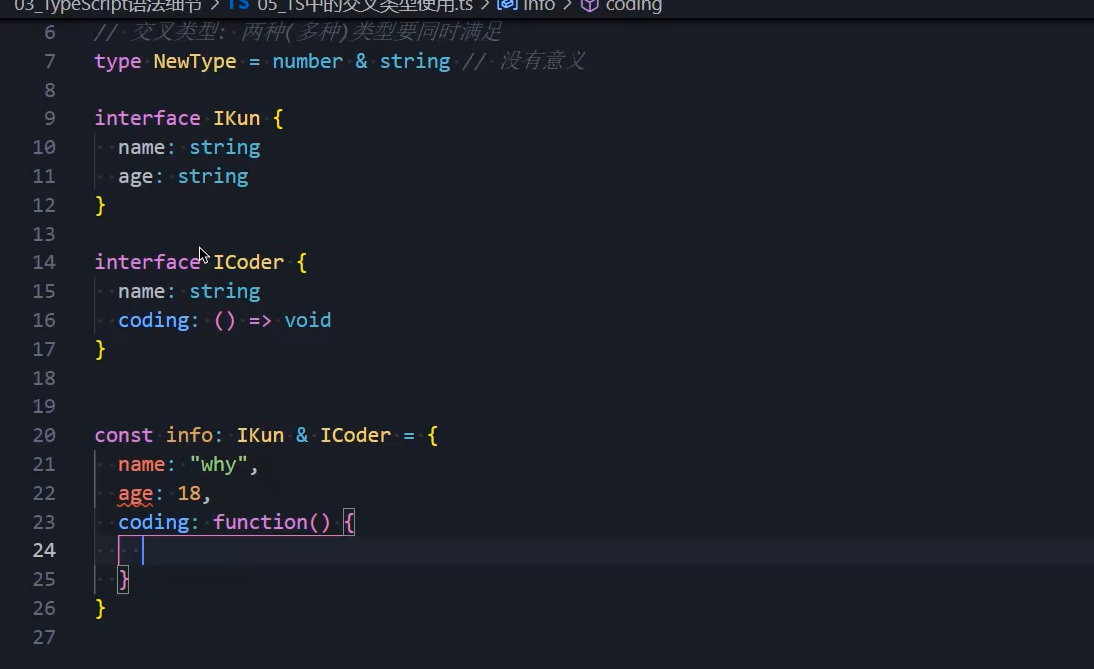 03_TypeScript语法细节 > TS 05_TS中的交叉类型使用.ts > info > coding
6 // 交叉类型: 两种(多种)类型要同时满足
7 type NewType = number & string // 没有意义
8
9 interface IKun {
10 name: string
11 age: string
12 }
13
14 interface ICoder {
15 name: string
16 coding: () => void
17 }
18
19
20 const info: IKun & ICoder = {
21 name: "why",
22 age: 18,
23 coding: function() {
24
25 }
26 }
27